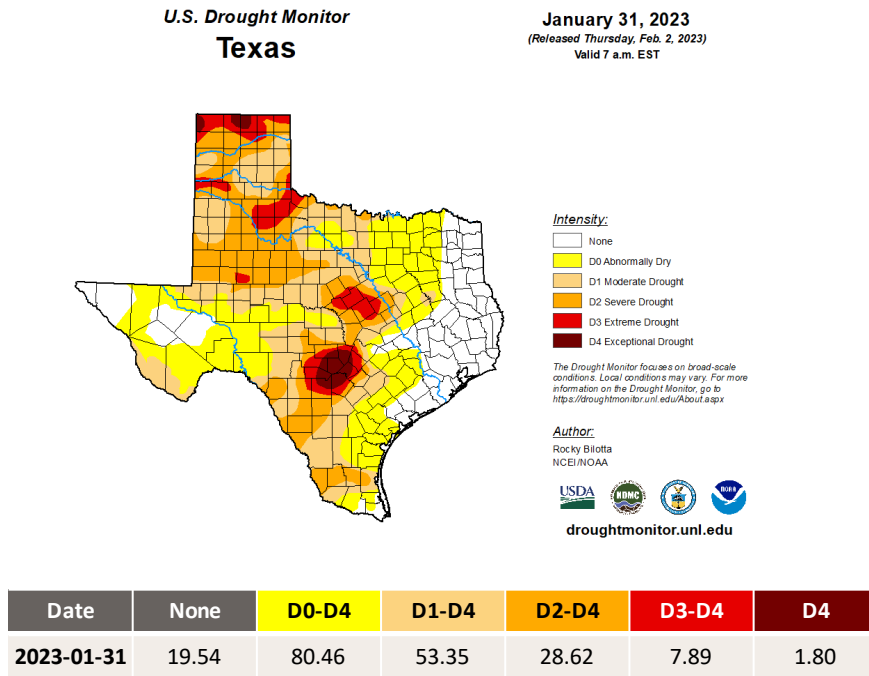 U.S. Drought Monitor
Texas
January 31, 2023
(Released Thursday, Feb. 2, 2023)
Valid 7 a.m. EST
Intensity:
None
D0 Abnormally Dry
D1 Moderate Drought
D2 Severe Drought
D3 Extreme Drought
D4 Exceptional Drought
The Drought Monitor focuses on broad-scale
conditions. Local conditions may vary. For more
information on the Drought Monitor, go to
https://droughtmonitor.unl.edu/About.aspx
Author:
Rocky Bilotta
NCEI/NOAA
USDA NDMC NOAA
droughtmonitor.unl.edu
Date None D0-D4 D1-D4 D2-D4 D3-D4 D4
2023-01-31 19.54 80.46 53.35 28.62 7.89 1.80